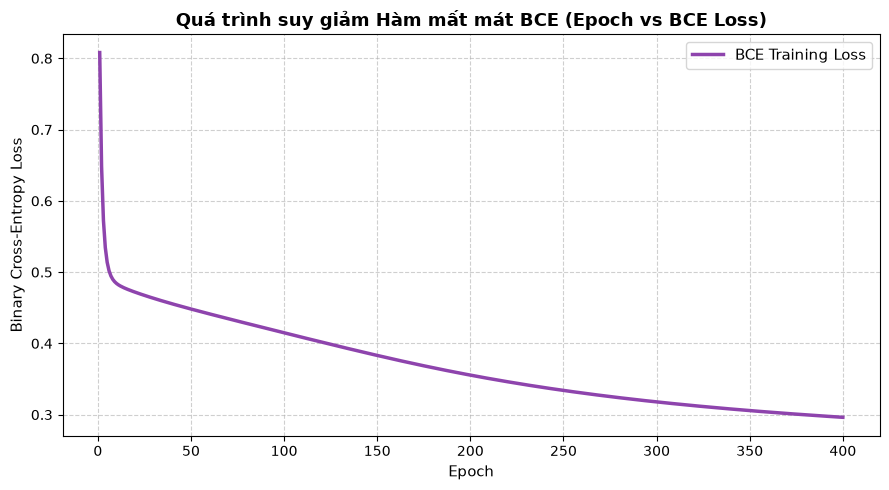 Quá trình suy giảm Hàm mất mát BCE (Epoch vs BCE Loss)
BCE Training Loss
Binary Cross-Entropy Loss
0.8
0.7
0.6
0.5
0.4
0.3
0 50 100 150 200 250 300 350 400
Epoch